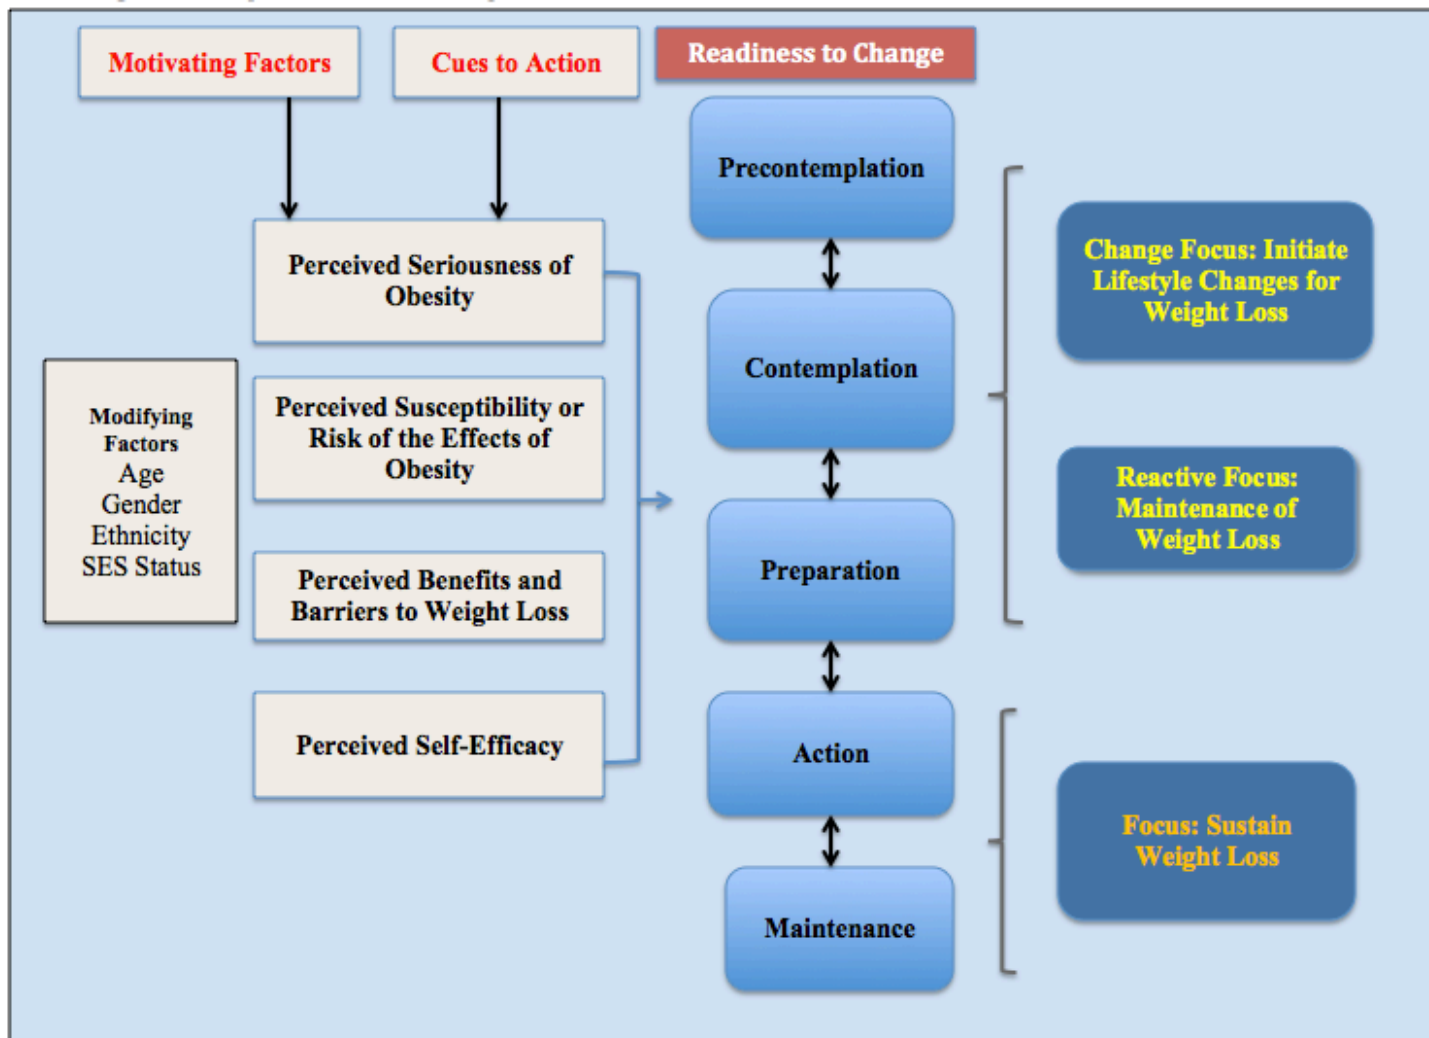 Motivating Factors
Cues to Action
Readiness to Change
Perceived Seriousness of
Obesity
Perceived Susceptibility or
Risk of the Effects of
Obesity
Perceived Benefits and
Barriers to Weight Loss
Perceived Self-Efficacy
Modifying
Factors
Age
Gender
Ethnicity
SES Status
Precontemplation
Contemplation
Preparation
Action
Maintenance
Change Focus: Initiate
Lifestyle Changes for
Weight Loss
Reactive Focus:
Maintenance of
Weight Loss
Focus: Sustain
Weight Loss